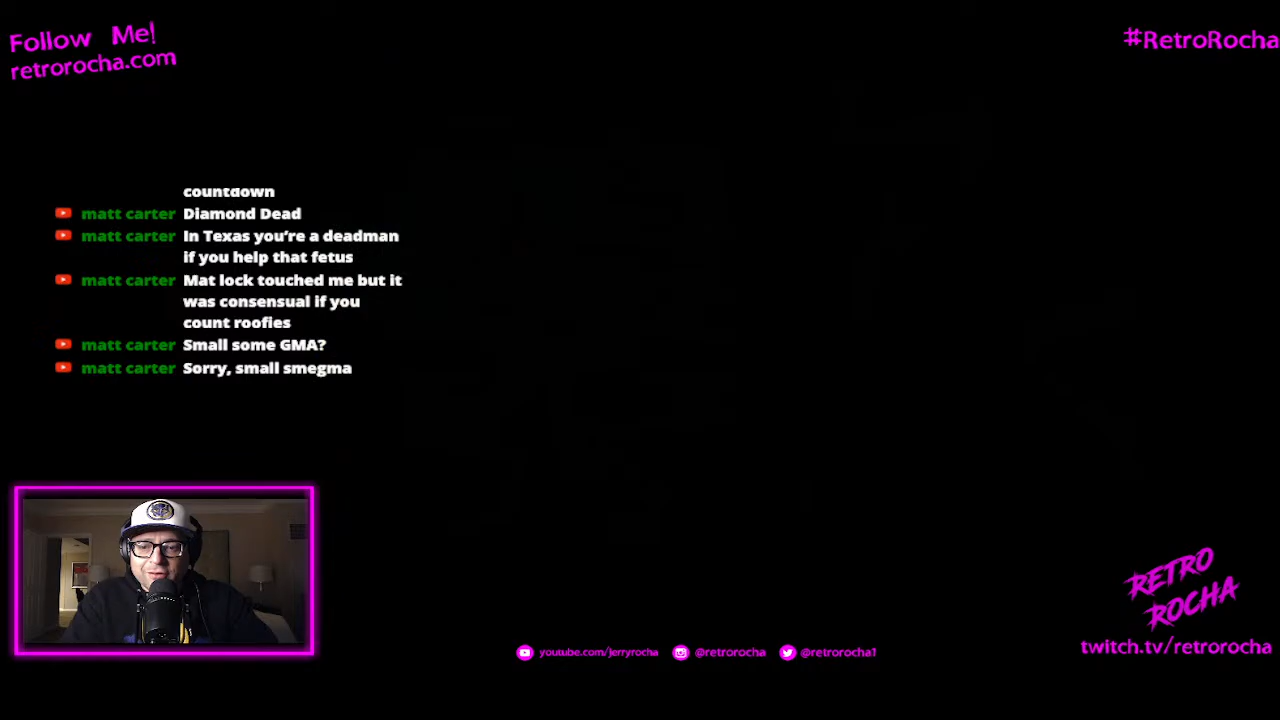 Follow Me!
retrorocha.com
#RetroRocha
countdown
matt carter Diamond Dead
matt carter In Texas you're a deadman
if you help that fetus
matt carter Mat lock touched me but it
was consensual if you
count roofies
matt carter Small some GMA?
matt carter Sorry, small smegma
RETRO
ROCHA
twitch.tv/retrorocha
youtube.com/jerryrocha @retrorocha @retrorocha1